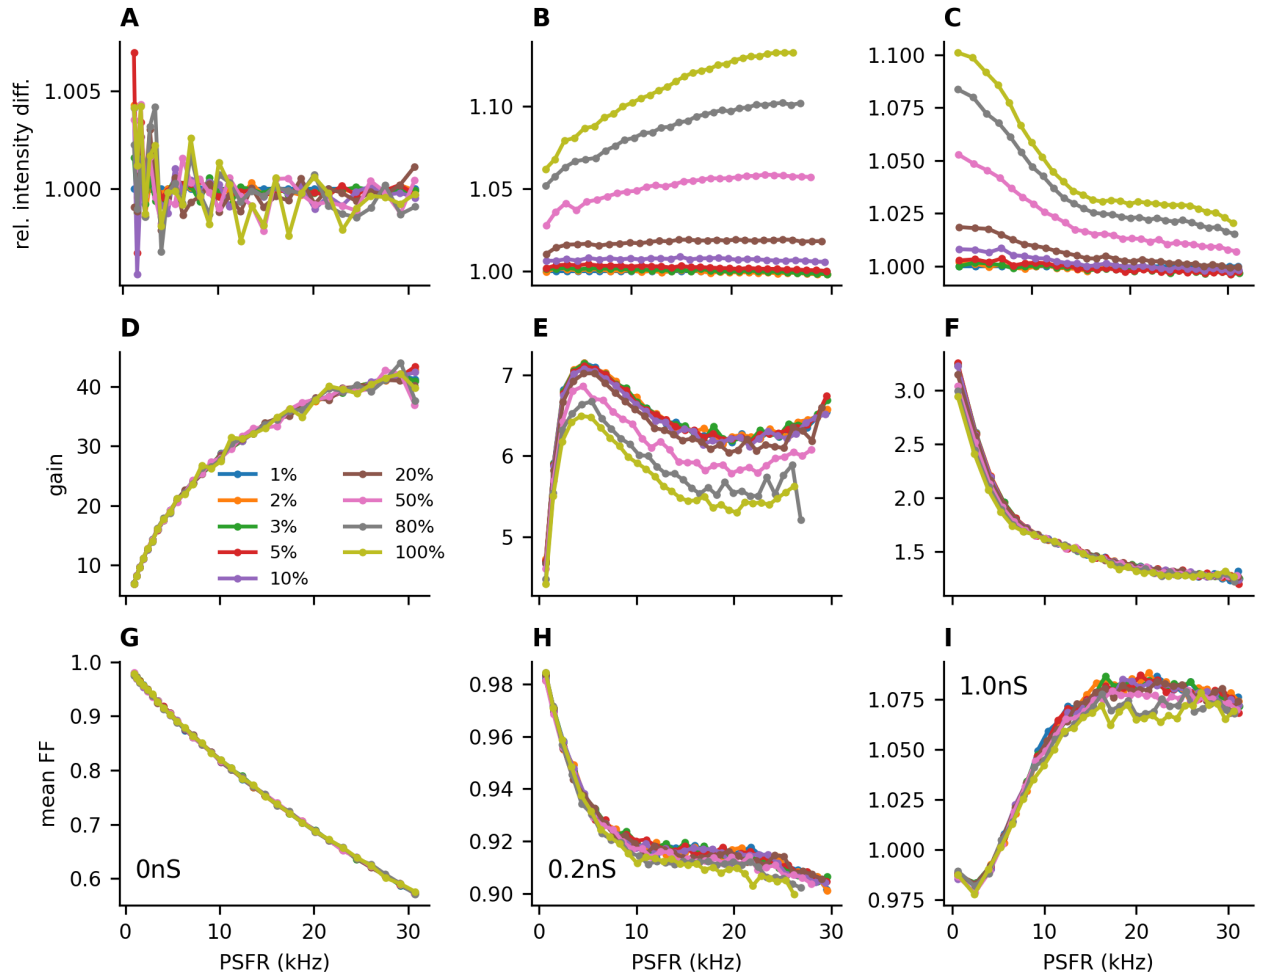 A
B
C
rel. intensity diff.
1.005
1.000
1.10
1.05
1.00
1.100
1.075
1.050
1.025
1.000
D
E
F
gain
40
30
20
10
1%
2%
3%
5%
10%
20%
50%
80%
100%
7
6
5
3.0
2.5
2.0
1.5
G
H
I
mean FF
1.0
0.9
0.8
0.7
0.6
0nS
0 10 20 30
PSFR (kHz)
0.98
0.96
0.94
0.92
0.90
0.2nS
0 10 20 30
PSFR (kHz)
1.0nS
1.075
1.050
1.025
1.000
0.975
0 10 20 30
PSFR (kHz)